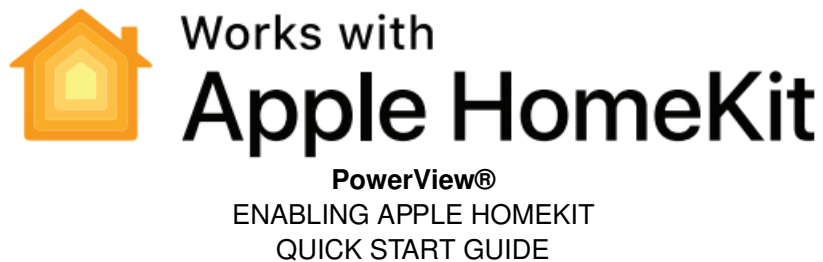 Works with
Apple HomeKit
PowerView®
ENABLING APPLE HOMEKIT
QUICK START GUIDE